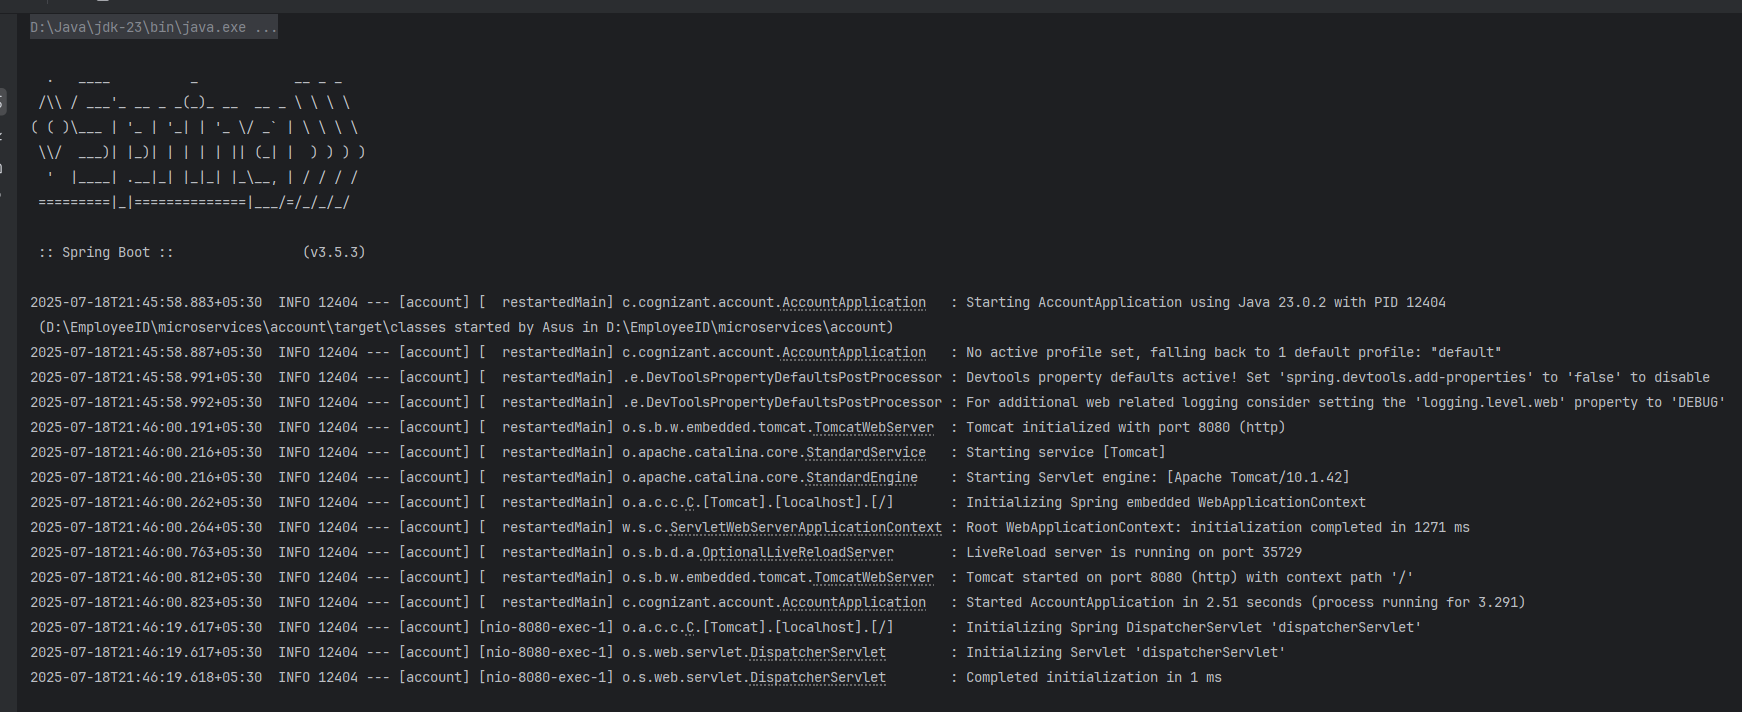 D:\Java\jdk-23\bin\java.exe ...
  .   ____          _            __ _ _
 /\\ / ___'_ __ _ _(_)_ __  __ _ \ \ \ \
( ( )\___ | '_ | '_| | '_ \/ _` | \ \ \ \
 \\/  ___)| |_)| | | | | || (_| |  ) ) ) )
  '  |____| .__|_| |_|_| |_\__, | / / / /
 =========|_|==============|___/=/_/_/_/
 :: Spring Boot ::                (v3.5.3)
2025-07-18T21:45:58.883+05:30  INFO 12404 --- [account] [  restartedMain] c.cognizant.account.AccountApplication   : Starting AccountApplication using Java 23.0.2 with PID 12404
 (D:\EmployeeID\microservices\account\target\classes started by Asus in D:\EmployeeID\microservices\account)
2025-07-18T21:45:58.887+05:30  INFO 12404 --- [account] [  restartedMain] c.cognizant.account.AccountApplication   : No active profile set, falling back to 1 default profile: "default"
2025-07-18T21:45:58.991+05:30  INFO 12404 --- [account] [  restartedMain] .e.DevToolsPropertyDefaultsPostProcessor : Devtools property defaults active! Set 'spring.devtools.add-properties' to 'false' to disable
2025-07-18T21:45:58.992+05:30  INFO 12404 --- [account] [  restartedMain] .e.DevToolsPropertyDefaultsPostProcessor : For additional web related logging consider setting the 'logging.level.web' property to 'DEBUG'
2025-07-18T21:46:00.191+05:30  INFO 12404 --- [account] [  restartedMain] o.s.b.w.embedded.tomcat.TomcatWebServer  : Tomcat initialized with port 8080 (http)
2025-07-18T21:46:00.216+05:30  INFO 12404 --- [account] [  restartedMain] o.apache.catalina.core.StandardService   : Starting service [Tomcat]
2025-07-18T21:46:00.216+05:30  INFO 12404 --- [account] [  restartedMain] o.apache.catalina.core.StandardEngine    : Starting Servlet engine: [Apache Tomcat/10.1.42]
2025-07-18T21:46:00.262+05:30  INFO 12404 --- [account] [  restartedMain] o.a.c.c.C.[Tomcat].[localhost].[/]       : Initializing Spring embedded WebApplicationContext
2025-07-18T21:46:00.264+05:30  INFO 12404 --- [account] [  restartedMain] w.s.c.ServletWebServerApplicationContext : Root WebApplicationContext: initialization completed in 1271 ms
2025-07-18T21:46:00.763+05:30  INFO 12404 --- [account] [  restartedMain] o.s.b.d.a.OptionalLiveReloadServer       : LiveReload server is running on port 35729
2025-07-18T21:46:00.812+05:30  INFO 12404 --- [account] [  restartedMain] o.s.b.w.embedded.tomcat.TomcatWebServer  : Tomcat started on port 8080 (http) with context path '/'
2025-07-18T21:46:00.823+05:30  INFO 12404 --- [account] [  restartedMain] c.cognizant.account.AccountApplication   : Started AccountApplication in 2.51 seconds (process running for 3.291)
2025-07-18T21:46:19.617+05:30  INFO 12404 --- [account] [nio-8080-exec-1] o.a.c.c.C.[Tomcat].[localhost].[/]       : Initializing Spring DispatcherServlet 'dispatcherServlet'
2025-07-18T21:46:19.617+05:30  INFO 12404 --- [account] [nio-8080-exec-1] o.s.web.servlet.DispatcherServlet        : Initializing Servlet 'dispatcherServlet'
2025-07-18T21:46:19.618+05:30  INFO 12404 --- [account] [nio-8080-exec-1] o.s.web.servlet.DispatcherServlet        : Completed initialization in 1 ms